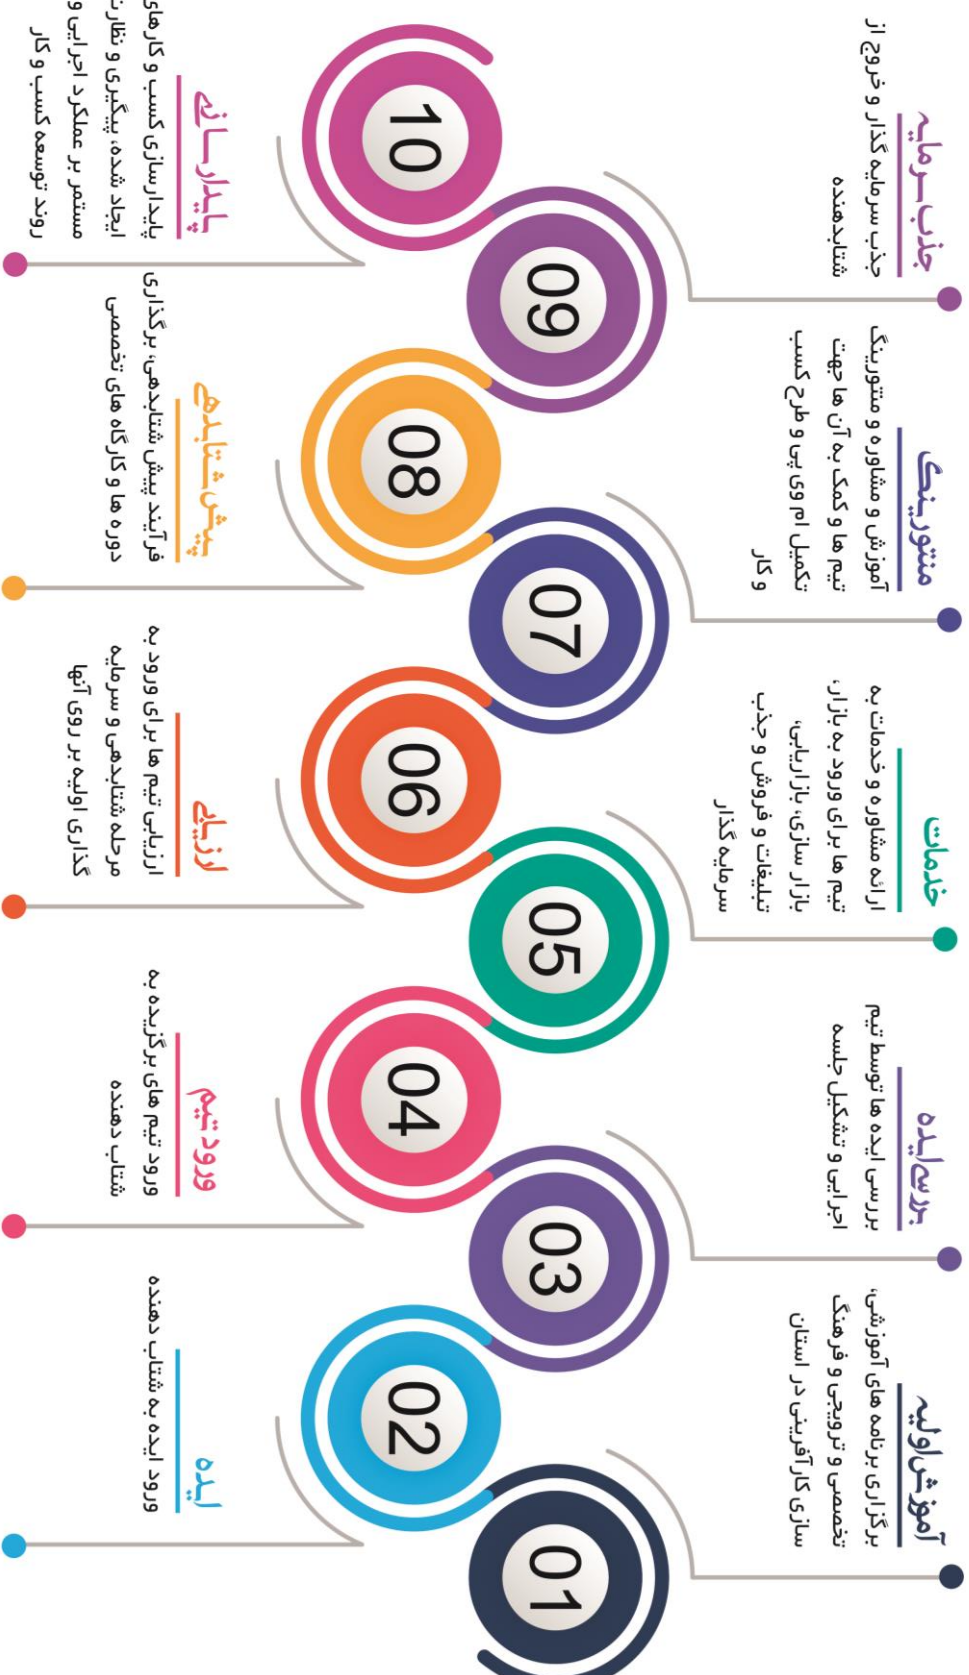 01
آموزش اولیه
برگزاری برنامه های آموزشی،
تخصصی و ترویجی و فرهنگ
سازی کارآفرینی در استان
02
ایده
ورود ایده به شتاب دهنده
03
بررسی ایده
بررسی ایده ها توسط تیم
اجرایی و تشکیل جلسه
04
ورود تیم
ورود تیم های برگزیده به
شتاب دهنده
05
خدمات
ارائه مشاوره و خدمات به
تیم ها برای ورود به بازار،
بازار سازی، بازاریابی،
تبلیغات و فروش و جذب
سرمایه گذار
06
ارزیابی
ارزیابی تیم ها برای ورود به
مرحله شتابدهی و سرمایه
گذاری اولیه بر روی آنها
07
منتورینگ
آموزش و مشاوره و منتورینگ
تیم ها و کمک به آن ها جهت
تکمیل ام وی پی و طرح کسب
و کار
08
پیش شتابدهی
فرآیند پیش شتابدهی، برگذاری
دوره ها و کارگاه های تخصصی
09
جذب سرمایه
جذب سرمایه گذار و خروج از
شتابدهنده
10
پایدارسازی
پایدارسازی کسب و کارهای
ایجاد شده، پیگیری و نظارت
مستمر بر عملکرد اجرایی و
روند توسعه کسب و کار